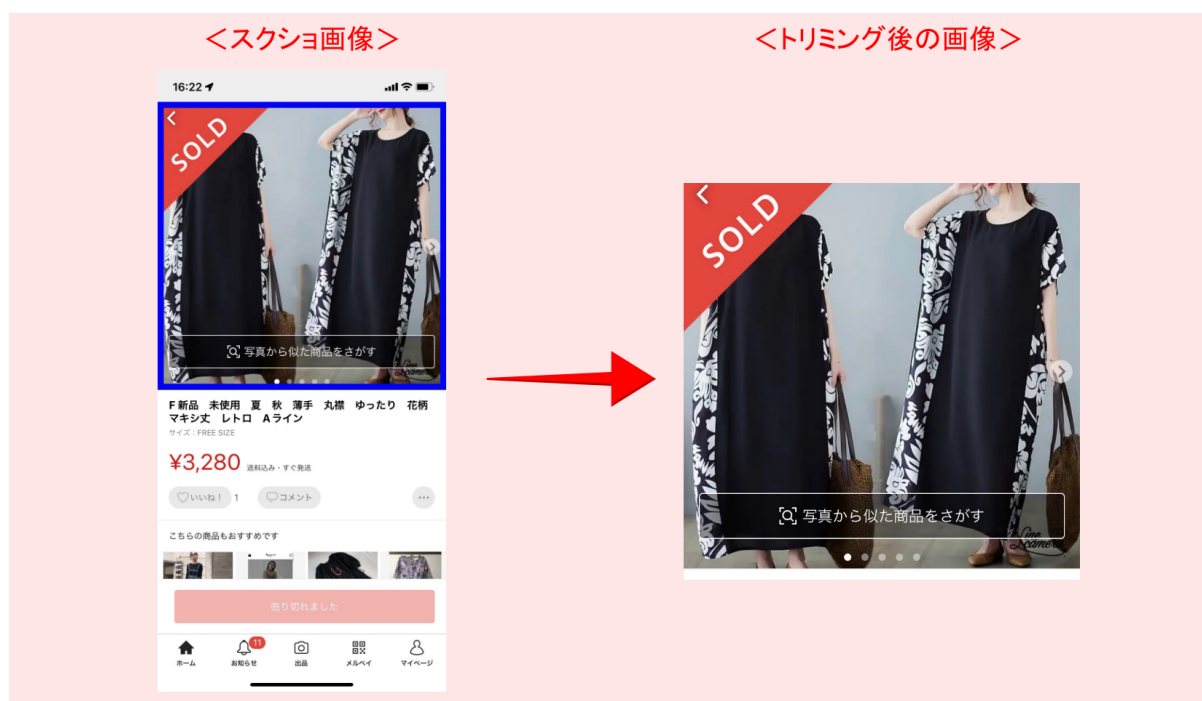 ＜スクショ画像＞
＜トリミング後の画像＞
16:22
SOLD
写真から似た商品をさがす
Line camera
F 新品　未使用　夏　秋　薄手　丸襟　ゆったり　花柄
マキシ丈　レトロ　Aライン
サイズ : FREE SIZE
¥3,280 送料込み・すぐ発送
いいね！ 1 コメント
こちらの商品もおすすめです
売り切れました
11
ホーム お知らせ 出品 メルペイ マイページ
SOLD
写真から似た商品をさがす
Line camera